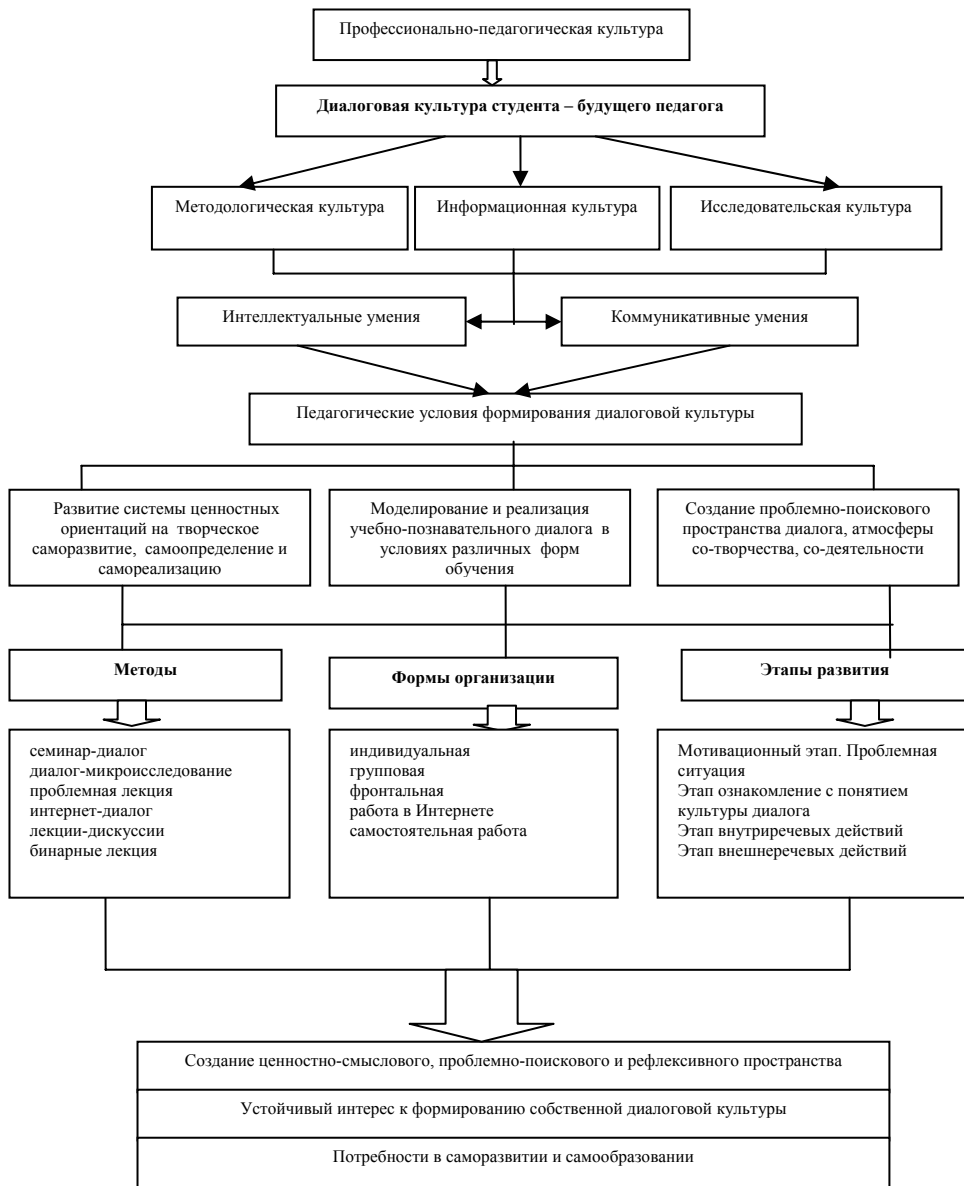 Профессионально-педагогическая культура
Диалоговая культура студента – будущего педагога
Методологическая культура
Информационная культура
Исследовательская культура
Интеллектуальные умения
Коммуникативные умения
Педагогические условия формирования диалоговой культуры
Развитие системы ценностных
ориентаций на творческое
саморазвитие, самоопределение и
самореализацию
Моделирование и реализация
учебно-познавательного диалога в
условиях различных форм
обучения
Создание проблемно-поискового
пространства диалога, атмосферы
со-творчества, со-деятельности
Методы
Формы организации
Этапы развития
семинар-диалог
диалог-микроисследование
проблемная лекция
интернет-диалог
лекции-дискуссии
бинарные лекция
индивидуальная
групповая
фронтальная
работа в Интернете
самостоятельная работа
Мотивационный этап. Проблемная
ситуация
Этап ознакомление с понятием
культуры диалога
Этап внутриречевых действий
Этап внешнеречевых действий
Создание ценностно-смыслового, проблемно-поискового и рефлексивного пространства
Устойчивый интерес к формированию собственной диалоговой культуры
Потребности в саморазвитии и самообразовании